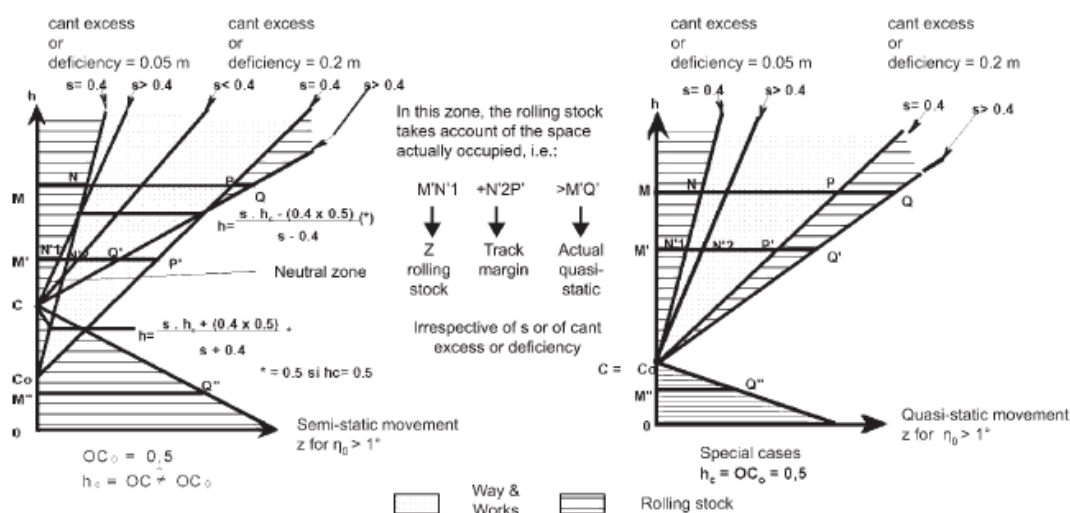 cant excess
or
deficiency = 0.05 m
cant excess
or
deficiency = 0.2 m
s= 0.4
s> 0.4
s< 0.4
s= 0.4
s> 0.4
h
N
P
M
Q
h= s . hc - (0.4 x 0.5) (*)
s - 0.4
N'1
Q'
M'
P'
Neutral zone
C
h= s . hc + (0.4 x 0.5) *
s + 0.4
Co
* = 0.5 si hc= 0.5
M"
Q"
0
Semi-static movement
z for η0 > 1°
OC0 = 0,5
hc = OC ≠ OC0
In this zone, the rolling stock
takes account of the space
actually occupied, i.e.:
M'N'1 +N'2P' >M'Q'
Z
rolling
stock
Track
margin
Actual
quasi-
static
Irrespective of s or of cant
excess or deficiency
cant excess
or
deficiency = 0.05 m
cant excess
or
deficiency = 0.2 m
s= 0.4
s> 0.4
s= 0.4
s> 0.4
h
M
N
P
Q
M'
N'1
N'2
P'
Q'
C = Co
M"
Q"
0
Quasi-static movement
z for η0 > 1°
Special cases
hc = OCo = 0,5
Way &
Works
Rolling stock